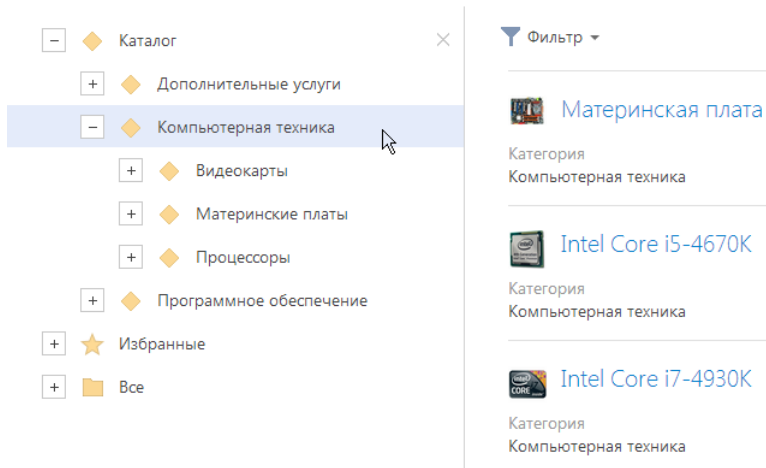 Каталог
Дополнительные услуги
Компьютерная техника
Видеокарты
Материнские платы
Процессоры
Программное обеспечение
Избранные
Все
Фильтр
Материнская плата
Категория
Компьютерная техника
Intel Core i5-4670K
Категория
Компьютерная техника
Intel Core i7-4930K
Категория
Компьютерная техника